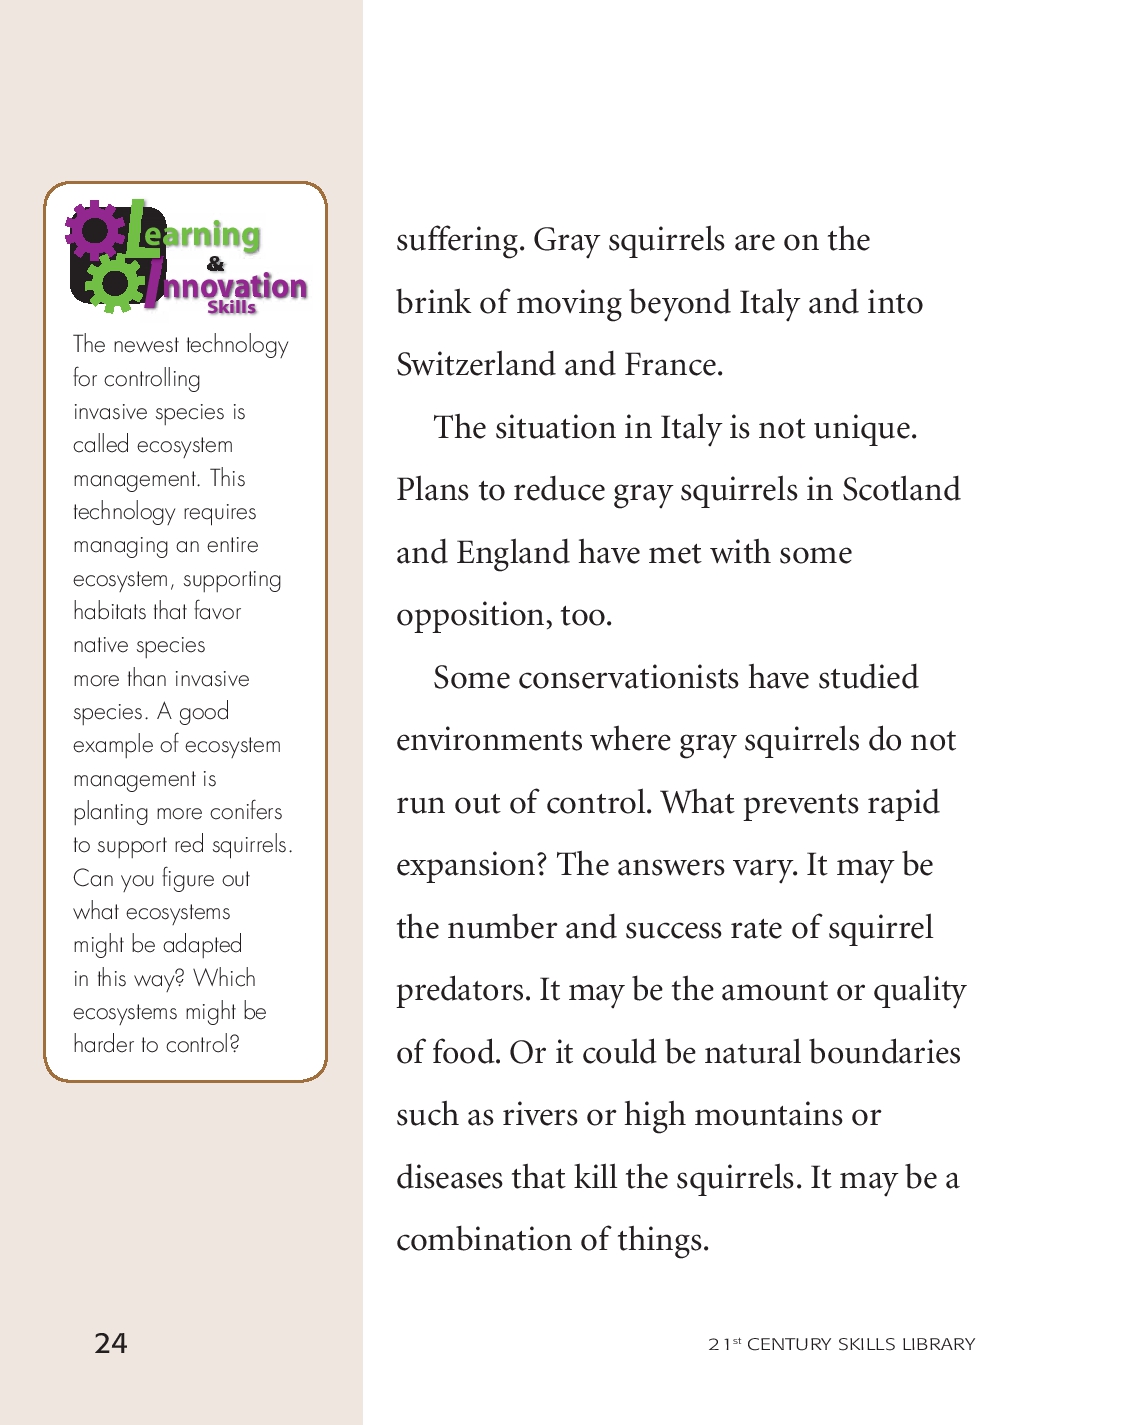 Learning
&
Innovation
Skills
The newest technology
for controlling
invasive species is
called ecosystem
management. This
technology requires
managing an entire
ecosystem, supporting
habitats that favor
native species
more than invasive
species. A good
example of ecosystem
management is
planting more conifers
to support red squirrels.
Can you figure out
what ecosystems
might be adapted
in this way? Which
ecosystems might be
harder to control?
suffering. Gray squirrels are on the
brink of moving beyond Italy and into
Switzerland and France.
The situation in Italy is not unique.
Plans to reduce gray squirrels in Scotland
and England have met with some
opposition, too.
Some conservationists have studied
environments where gray squirrels do not
run out of control. What prevents rapid
expansion? The answers vary. It may be
the number and success rate of squirrel
predators. It may be the amount or quality
of food. Or it could be natural boundaries
such as rivers or high mountains or
diseases that kill the squirrels. It may be a
combination of things.
24
21st CENTURY SKILLS LIBRARY